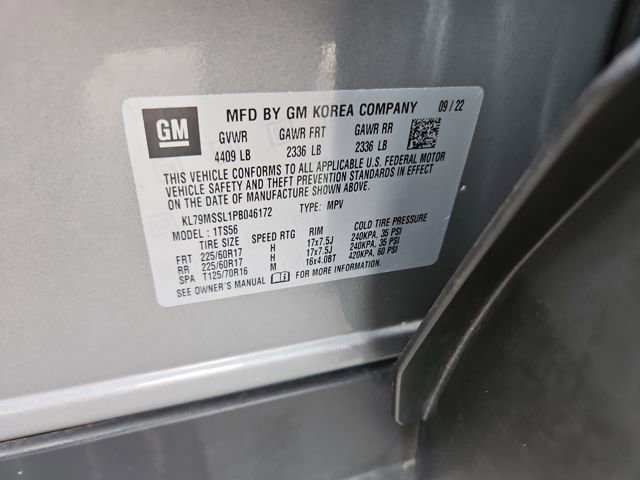 GM
MFD BY GM KOREA COMPANY 09 / 22
GVWR GAWR FRT GAWR RR
4409 LB 2336 LB 2336 LB
THIS VEHICLE CONFORMS TO ALL APPLICABLE U.S. FEDERAL MOTOR
VEHICLE SAFETY AND THEFT PREVENTION STANDARDS IN EFFECT
ON THE DATE OF MANUFACTURE SHOWN ABOVE.
KL79MSSL1PB046172 TYPE: MPV
MODEL : 1TS56
TIRE SIZE SPEED RTG RIM COLD TIRE PRESSURE
FRT 225/60R17 H 17x7.5J 240KPA, 35 PSI
RR 225/60R17 H 17x7.5J 240KPA, 35 PSI
SPA T125/70R16 M 16x4.0BT 420KPA, 60 PSI
SEE OWNER'S MANUAL FOR MORE INFORMATION